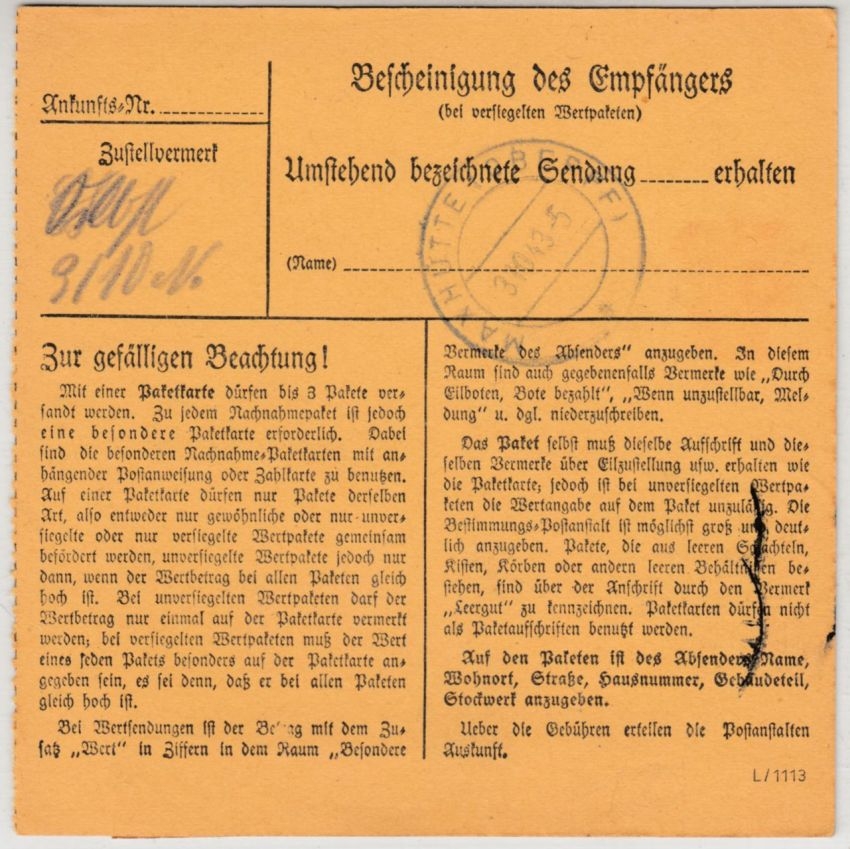 Ankunfts-Nr.
Zustellvermerk
Selbst
9/10
Bescheinigung des Empfängers
(bei versiegelten Wertpaketen)
Umstehend bezeichnete Sendung erhalten
(Name)
MAXHÜTTE (OBERPF)
3.10.43-5
Zur gefälligen Beachtung!
Mit einer Paketkarte dürfen bis 3 Pakete ver-
sandt werden. Zu jedem Nachnahmepaket ist jedoch
eine besondere Paketkarte erforderlich. Dabei
sind die besonderen Nachnahme-Paketkarten mit an-
hängender Postanweisung oder Zahlkarte zu benutzen.
Auf einer Paketkarte dürfen nur Pakete derselben
Art, also entweder nur gewöhnliche oder nur unver-
siegelte oder nur versiegelte Wertpakete gemeinsam
befördert werden, unversiegelte Wertpakete jedoch nur
dann, wenn der Wertbetrag bei allen Paketen gleich
hoch ist. Bei unversiegelten Wertpaketen darf der
Wertbetrag nur einmal auf der Paketkarte vermerkt
werden; bei versiegelten Wertpaketen muß der Wert
eines jeden Pakets besonders auf der Paketkarte an-
gegeben sein, es sei denn, daß er bei allen Paketen
gleich hoch ist.
Bei Wertsendungen ist der Betrag mit dem Zu-
satz „Wert" in Ziffern in dem Raum „Besondere
Vermerke des Absenders" anzugeben. In diesem
Raum sind auch gegebenenfalls Vermerke wie „Durch
Eilboten, Bote bezahlt", „Wenn unzustellbar, Mel-
dung" u. dgl. niederzuschreiben.
Das Paket selbst muß dieselbe Aufschrift und die-
selben Vermerke über Eilzustellung usw. erhalten wie
die Paketkarte; jedoch ist bei unversiegelten Wertpa-
keten die Wertangabe auf dem Paket unzulässig. Die
Bestimmungs-Postanstalt ist möglichst groß und deut-
lich anzugeben. Pakete, die aus leeren Schachteln,
Kisten, Körben oder andern leeren Behältnissen be-
stehen, sind über der Anschrift durch den Vermerk
„Leergut" zu kennzeichnen. Paketkarten dürfen nicht
als Paketaufschriften benutzt werden.
Auf den Paketen ist des Absenders Name,
Wohnort, Straße, Hausnummer, Gebäudeteil,
Stockwerk anzugeben.
Ueber die Gebühren erteilen die Postanstalten
Auskunft.
L/1113